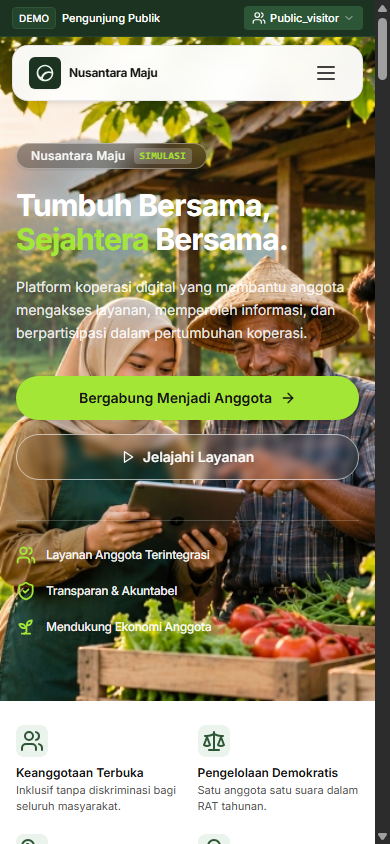 DEMO Pengunjung Publik
Public_visitor
Nusantara Maju
Nusantara Maju SIMULASI
Tumbuh Bersama,
Sejahtera Bersama.
Platform koperasi digital yang membantu anggota
mengakses layanan, memperoleh informasi, dan
berpartisipasi dalam pertumbuhan koperasi.
Bergabung Menjadi Anggota
Jelajahi Layanan
Layanan Anggota Terintegrasi
Transparan & Akuntabel
Mendukung Ekonomi Anggota
Keanggotaan Terbuka
Inklusif tanpa diskriminasi bagi
seluruh masyarakat.
Pengelolaan Demokratis
Satu anggota satu suara dalam
RAT tahunan.